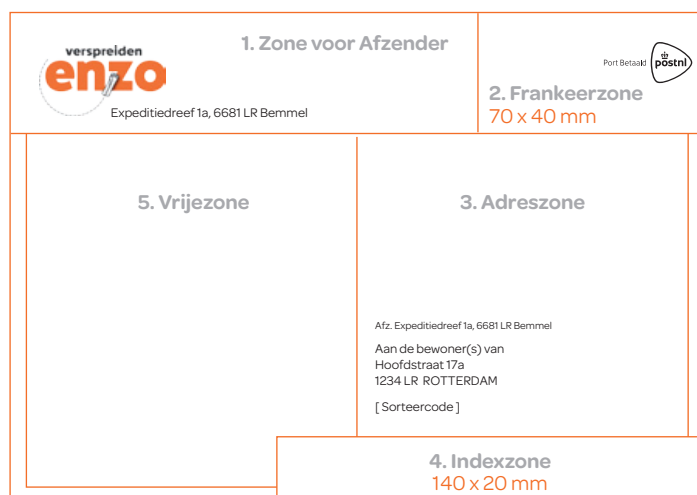 verspreiden
enzo
Expeditiedreef 1a, 6681 LR Bemmel
1. Zone voor Afzender
Port Betaald postnl
2. Frankeerzone
70 x 40 mm
5. Vrijezone
3. Adreszone
Afz. Expeditiedreef 1a, 6681 LR Bemmel
Aan de bewoner(s) van
Hoofdstraat 17a
1234 LR ROTTERDAM
[ Sorteercode ]
4. Indexzone
140 x 20 mm